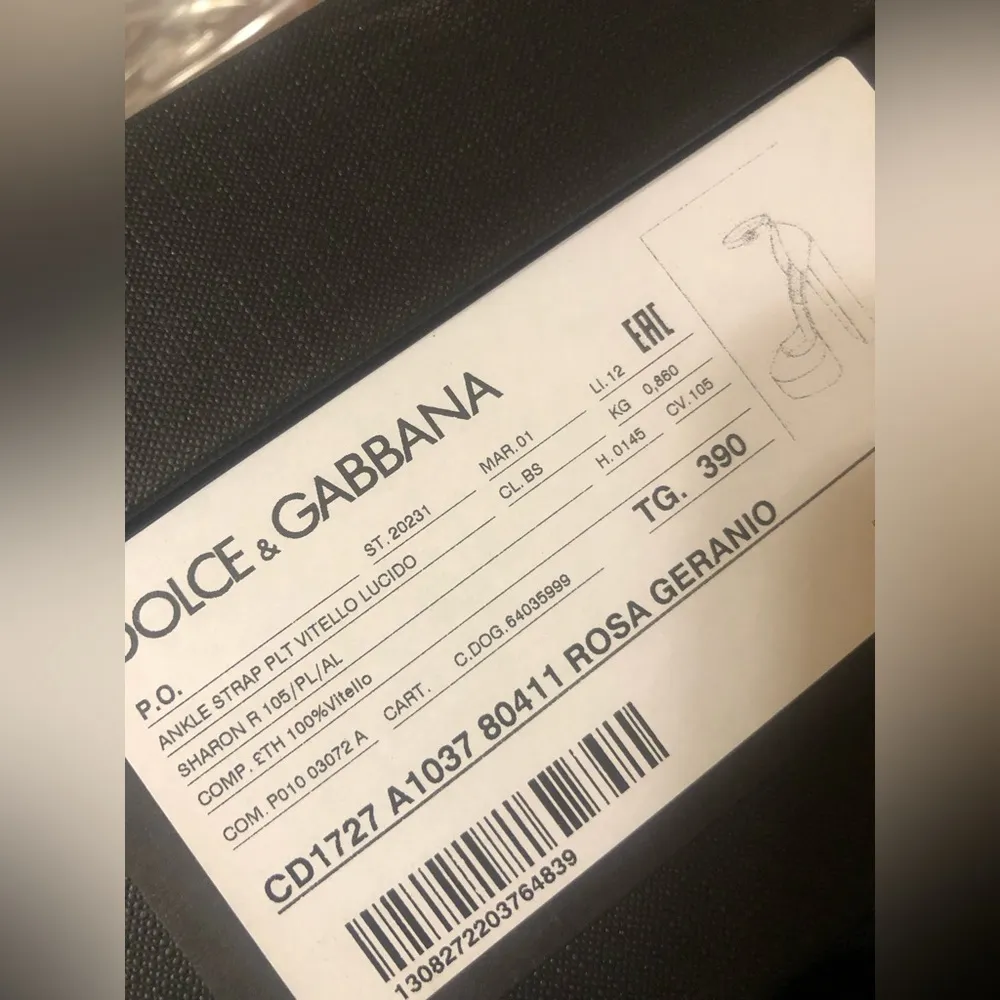 DOLCE & GABBANA
EAC
P.O.
ST. 20231
MAR.01
LI.12
ANKLE STRAP PLT VITELLO LUCIDO
CL.BS
KG 0,860
SHARON R 105/PL/AL
H.0145
CV.105
COMP. £TH 100%Vitello
COM. P010 03072 A
CART.
C.DOG.64035999
TG. 390
CD1727 A1037 80411 ROSA GERANIO
1308272203764839